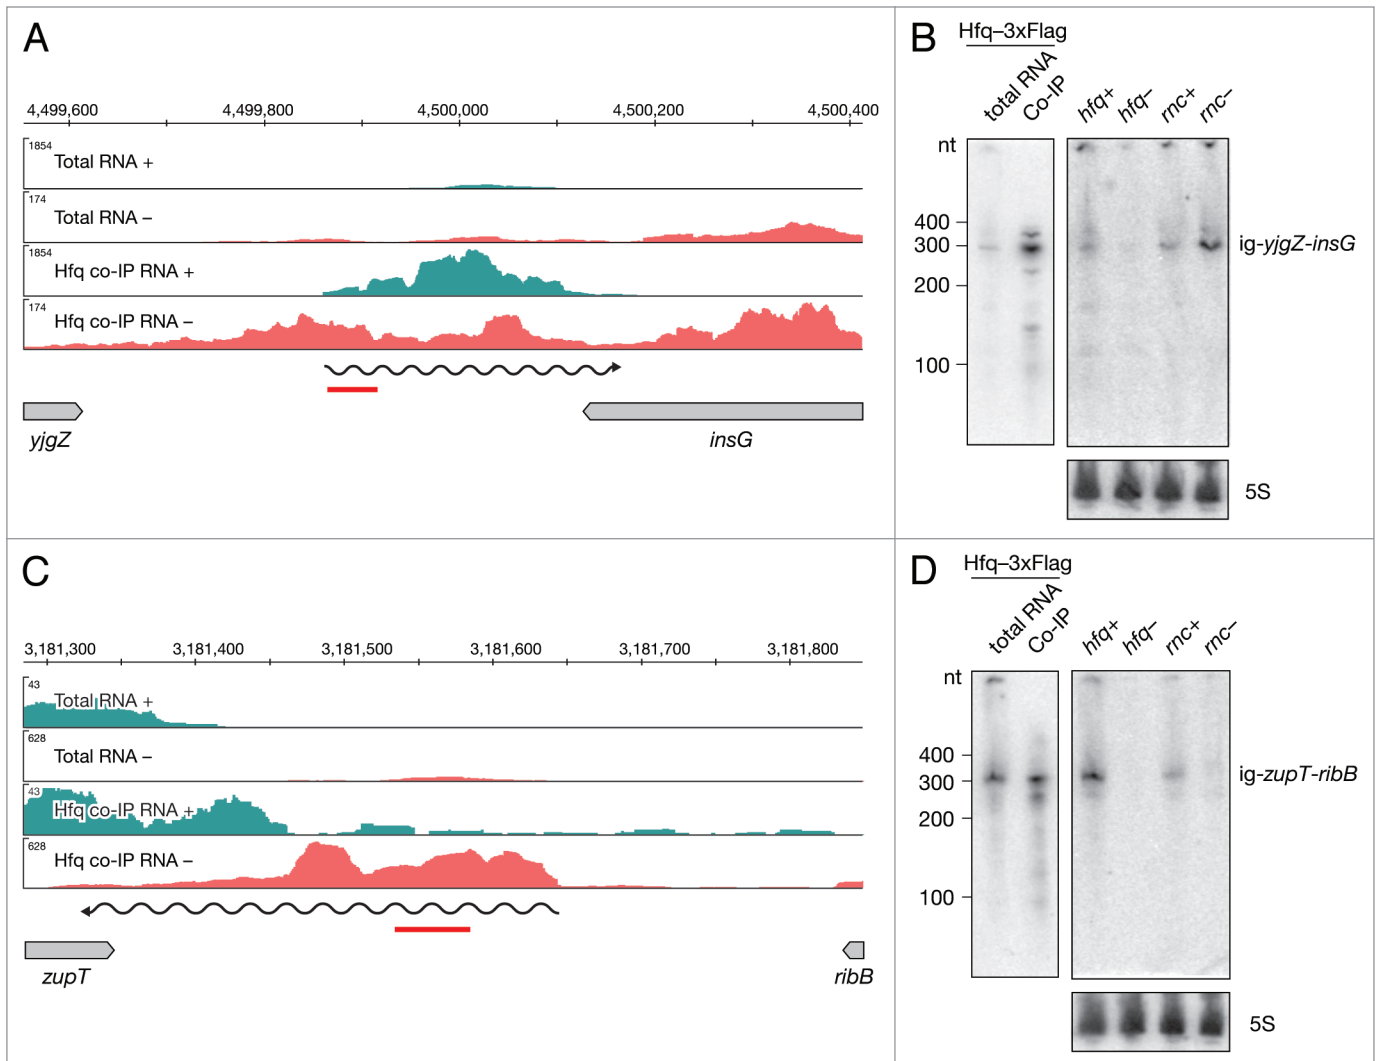 A
4,499,600 4,499,800 4,500,000 4,500,200 4,500,400
1854
Total RNA +
174
Total RNA –
1854
Hfq co-IP RNA +
174
Hfq co-IP RNA –
yjgZ insG
B
Hfq–3xFlag
total RNA Co-IP hfq+ hfq– rnc+ rnc–
nt
400
300
200
100
ig-yjgZ-insG
5S
C
3,181,300 3,181,400 3,181,500 3,181,600 3,181,700 3,181,800
43
Total RNA +
628
Total RNA –
43
Hfq co-IP RNA +
628
Hfq co-IP RNA –
zupT ribB
D
Hfq–3xFlag
total RNA Co-IP hfq+ hfq– rnc+ rnc–
nt
400
300
200
100
ig-zupT-ribB
5S